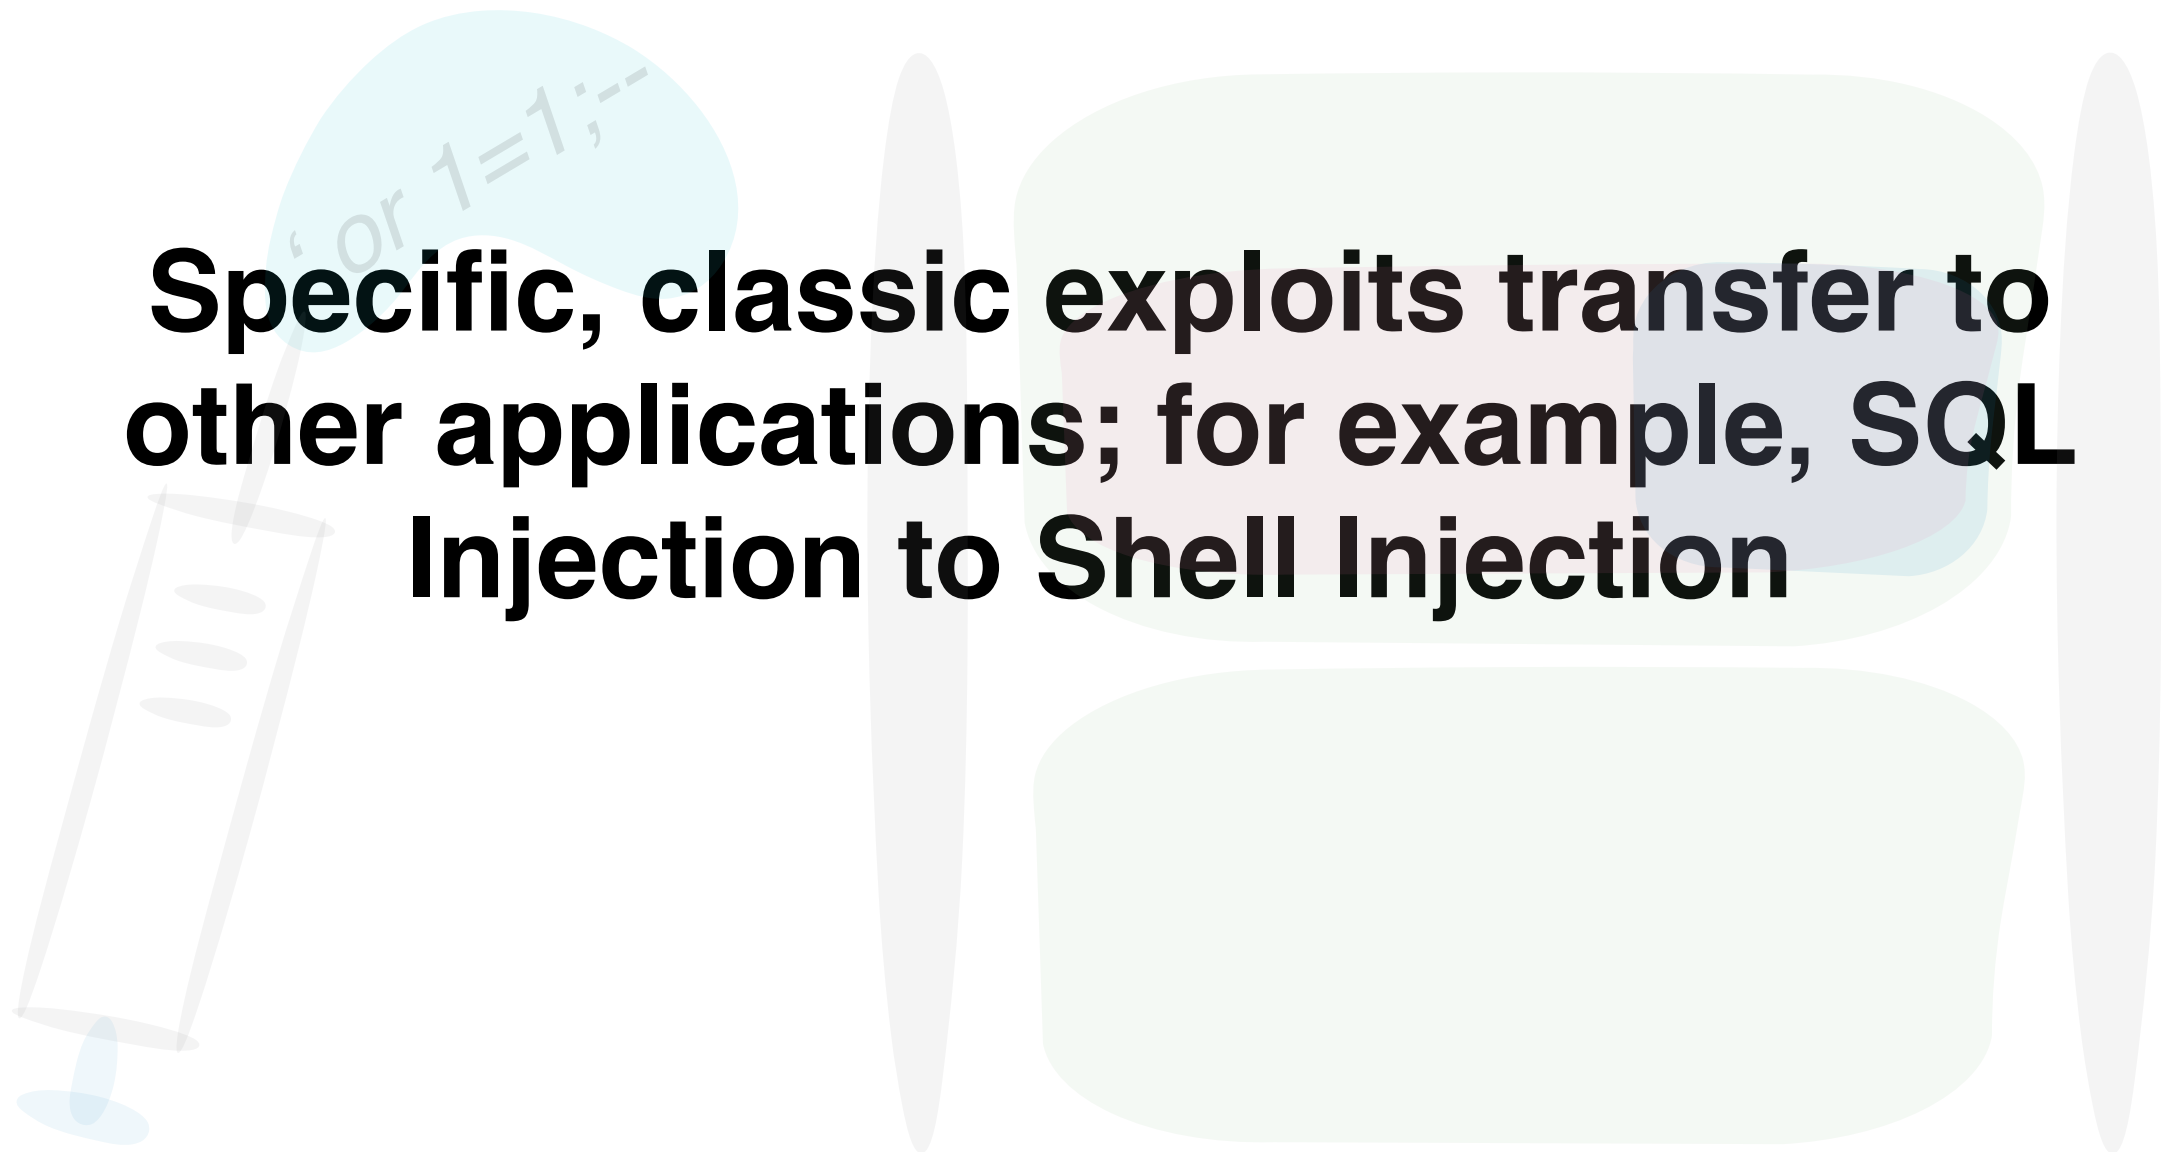 ‘ or 1=1;--
Specific, classic exploits transfer to
other applications; for example, SQL
Injection to Shell Injection